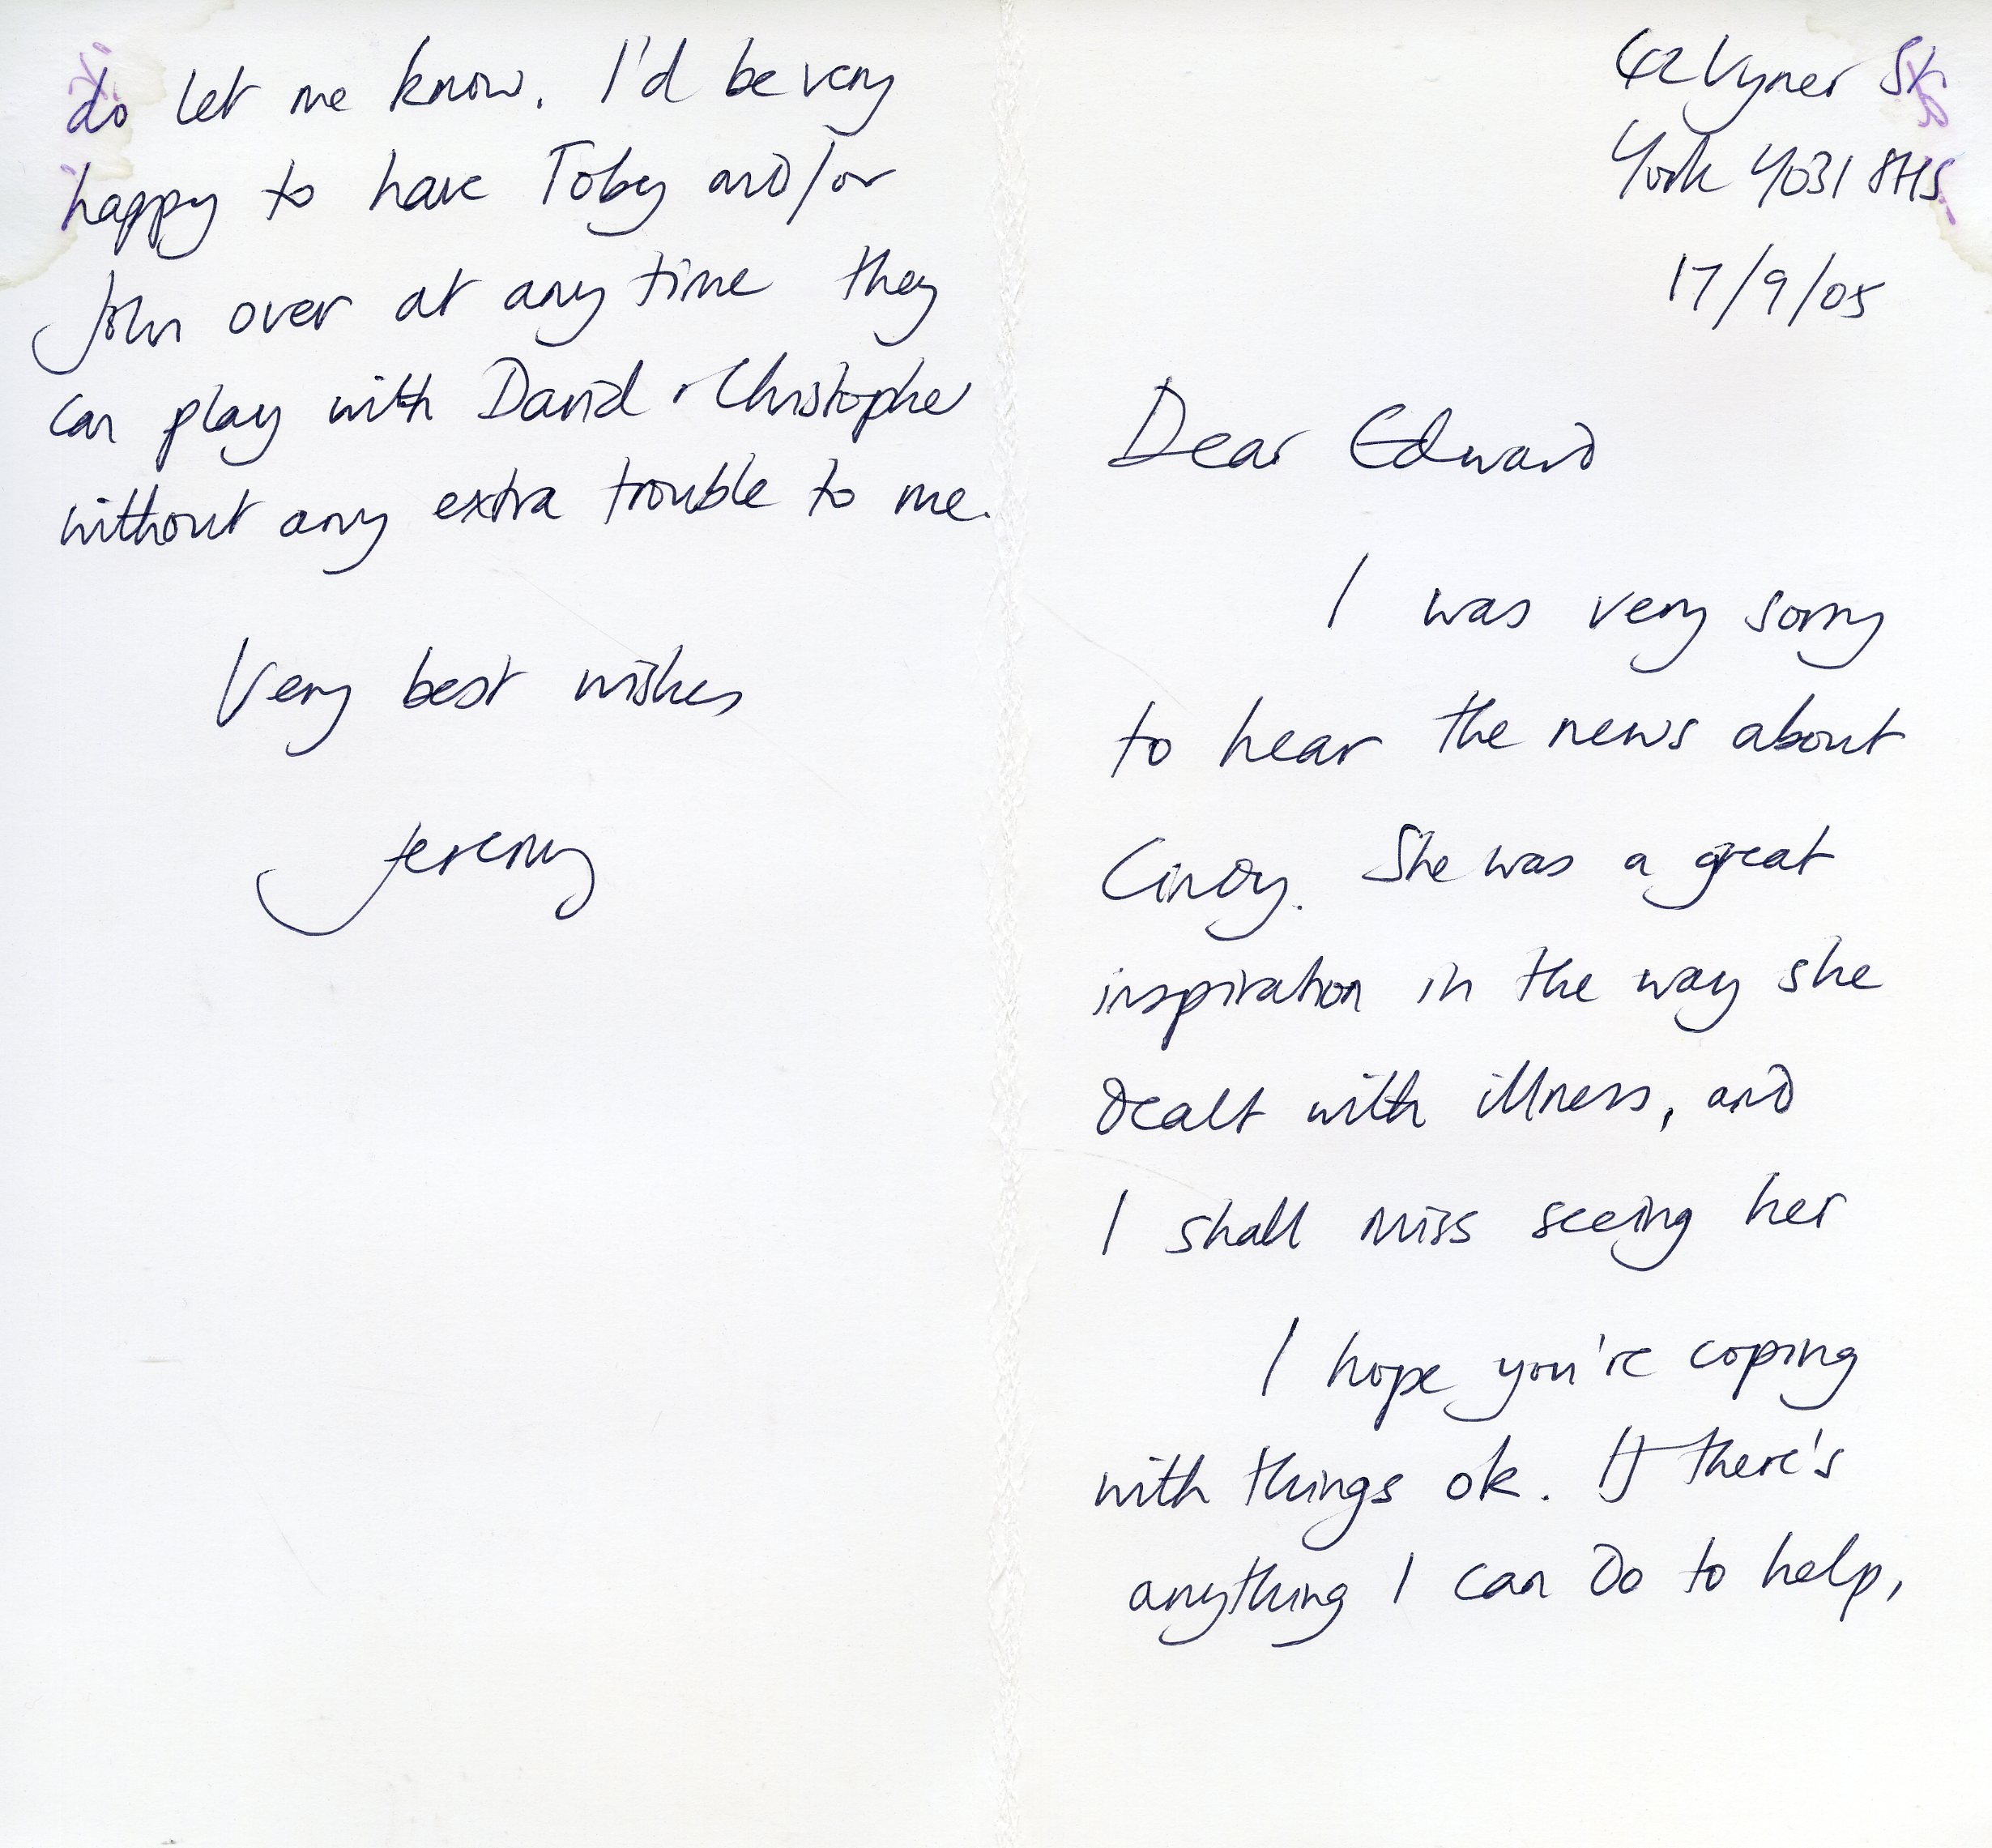 42 Vyner St.
York YO31 8HS
17/9/05
Dear Edward
I was very sorry
to hear the news about
Cindy. She was a great
inspiration in the way she
dealt with illness, and
I shall miss seeing her
I hope you're coping
with things ok. If there's
anything I can do to help,
do let me know. I'd be very
happy to have Toby and/or
John over at any time they
can play with David + Christopher
without any extra trouble to me.
Very best wishes
Jeremy